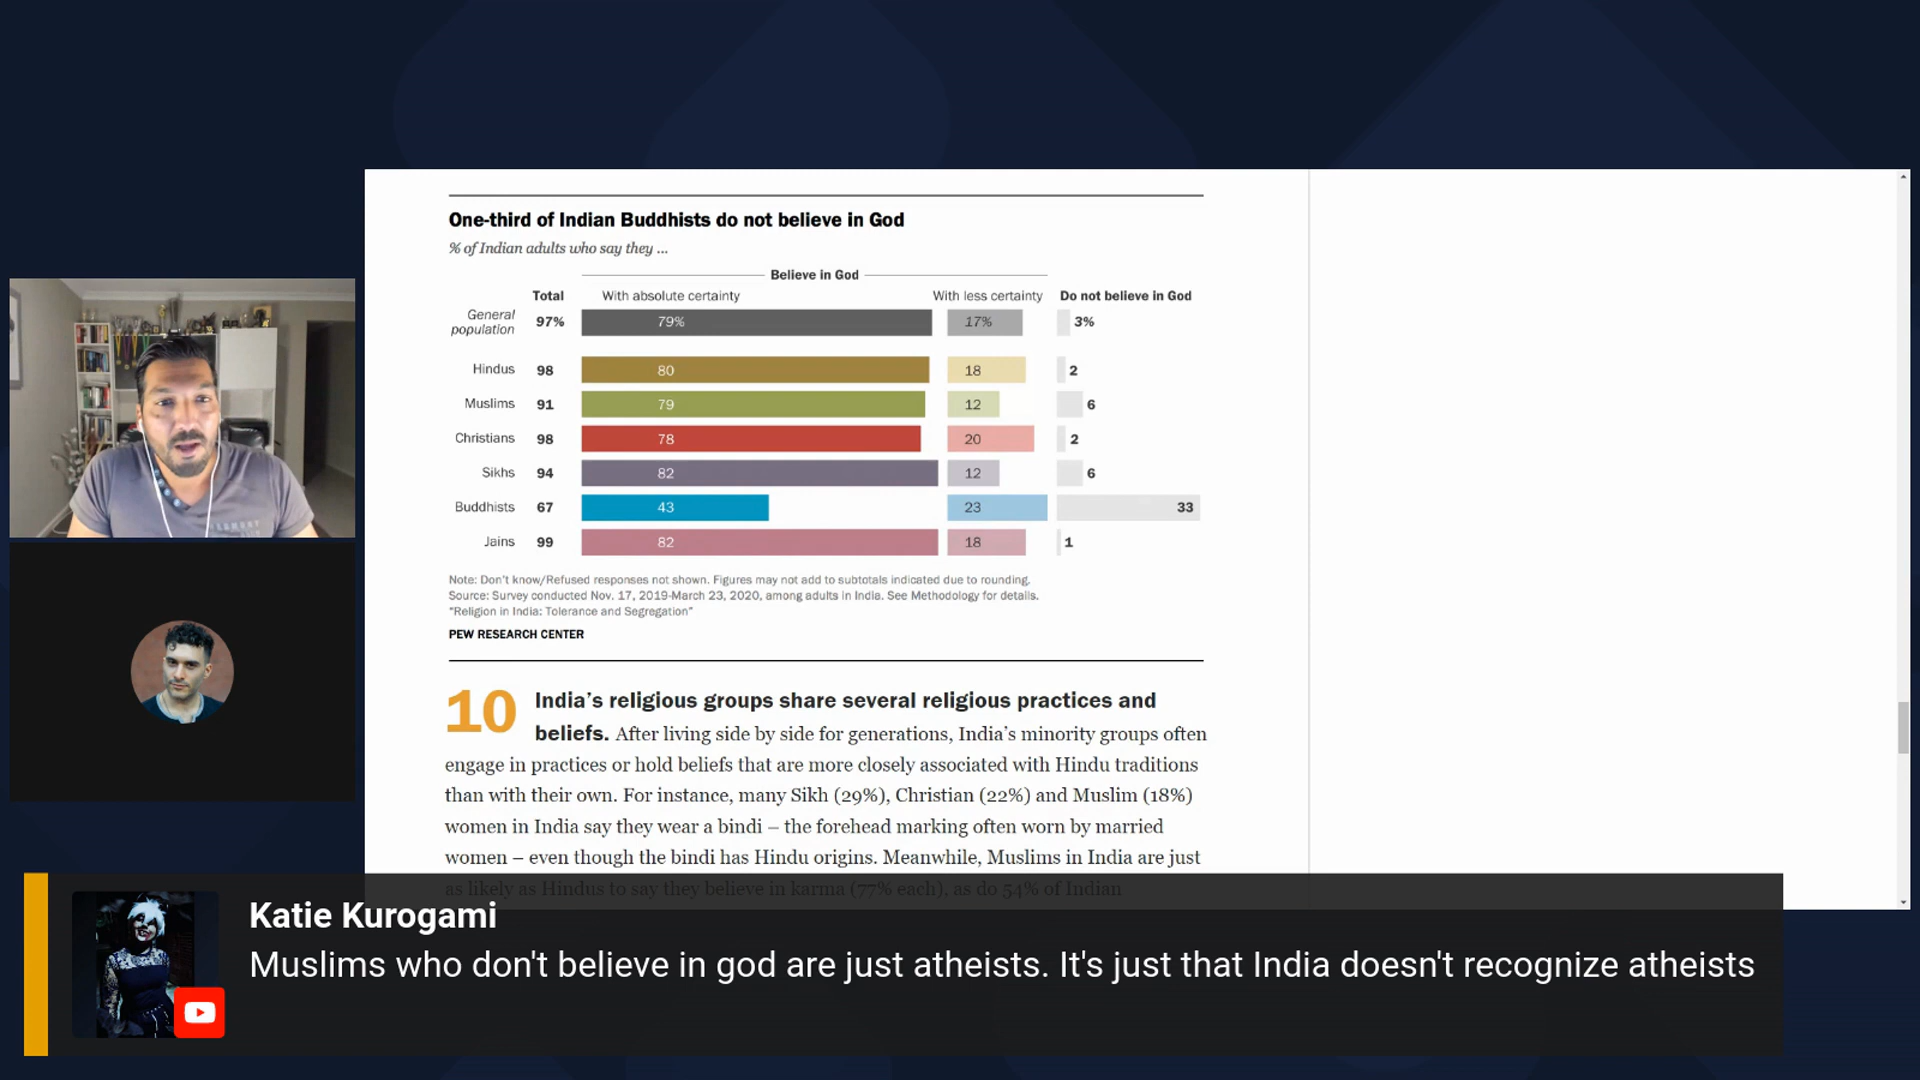 One-third of Indian Buddhists do not believe in God
% of Indian adults who say they ...
Believe in God
Total With absolute certainty With less certainty Do not believe in God
General population 97% 79% 17% 3%
Hindus 98 80 18 2
Muslims 91 79 12 6
Christians 98 78 20 2
Sikhs 94 82 12 6
Buddhists 67 43 23 33
Jains 99 82 18 1
Note: Don't know/Refused responses not shown. Figures may not add to subtotals indicated due to rounding.
Source: Survey conducted Nov. 17, 2019-March 23, 2020, among adults in India. See Methodology for details.
"Religion in India: Tolerance and Segregation"
PEW RESEARCH CENTER
10 India's religious groups share several religious practices and
beliefs. After living side by side for generations, India's minority groups often
engage in practices or hold beliefs that are more closely associated with Hindu traditions
than with their own. For instance, many Sikh (29%), Christian (22%) and Muslim (18%)
women in India say they wear a bindi – the forehead marking often worn by married
women – even though the bindi has Hindu origins. Meanwhile, Muslims in India are just
as likely as Hindus to say they believe in karma (77% each), as do 54% of Indian
Katie Kurogami
Muslims who don't believe in god are just atheists. It's just that India doesn't recognize atheists